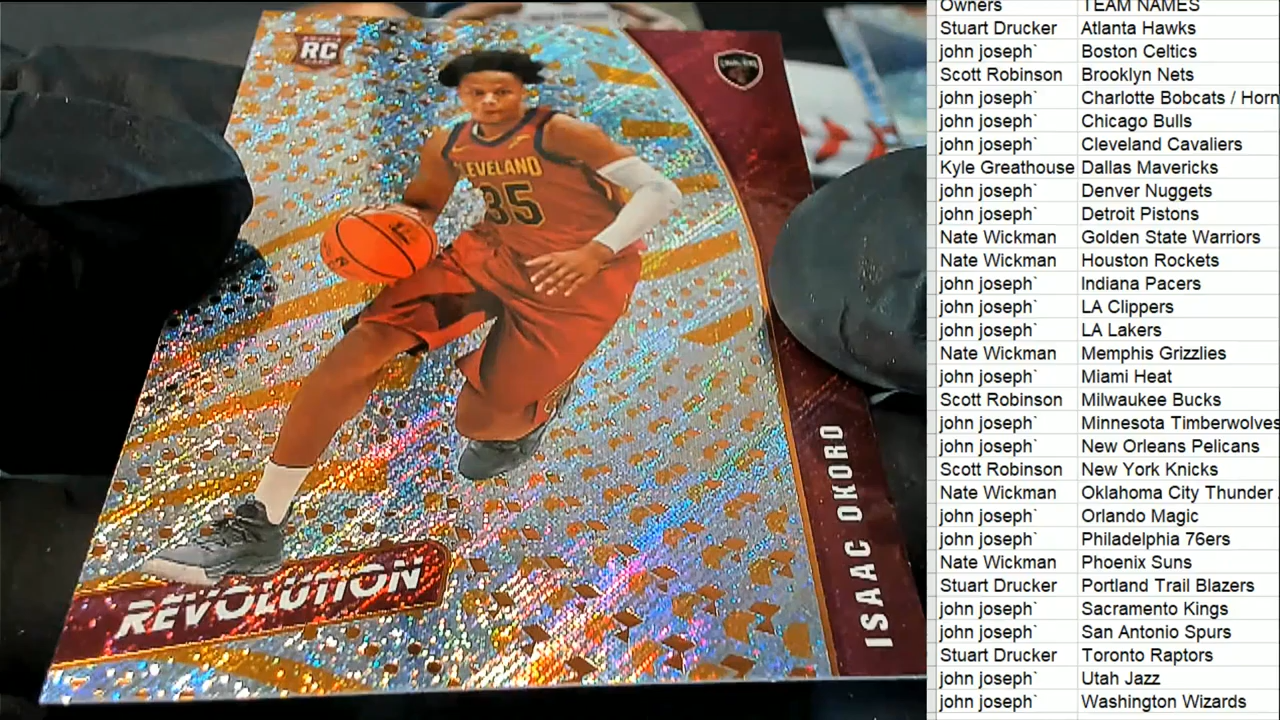 RC
CAVALIERS
CLEVELAND
35
REVOLUTION
ISAAC OKORO
Owners TEAM NAMES
Stuart Drucker Atlanta Hawks
john joseph` Boston Celtics
Scott Robinson Brooklyn Nets
john joseph` Charlotte Bobcats / Horn
john joseph` Chicago Bulls
john joseph` Cleveland Cavaliers
Kyle Greathouse Dallas Mavericks
john joseph` Denver Nuggets
john joseph` Detroit Pistons
Nate Wickman Golden State Warriors
Nate Wickman Houston Rockets
john joseph` Indiana Pacers
john joseph` LA Clippers
john joseph` LA Lakers
Nate Wickman Memphis Grizzlies
john joseph` Miami Heat
Scott Robinson Milwaukee Bucks
john joseph` Minnesota Timberwolves
john joseph` New Orleans Pelicans
Scott Robinson New York Knicks
Nate Wickman Oklahoma City Thunder
john joseph` Orlando Magic
john joseph` Philadelphia 76ers
Nate Wickman Phoenix Suns
Stuart Drucker Portland Trail Blazers
john joseph` Sacramento Kings
john joseph` San Antonio Spurs
Stuart Drucker Toronto Raptors
john joseph` Utah Jazz
john joseph` Washington Wizards